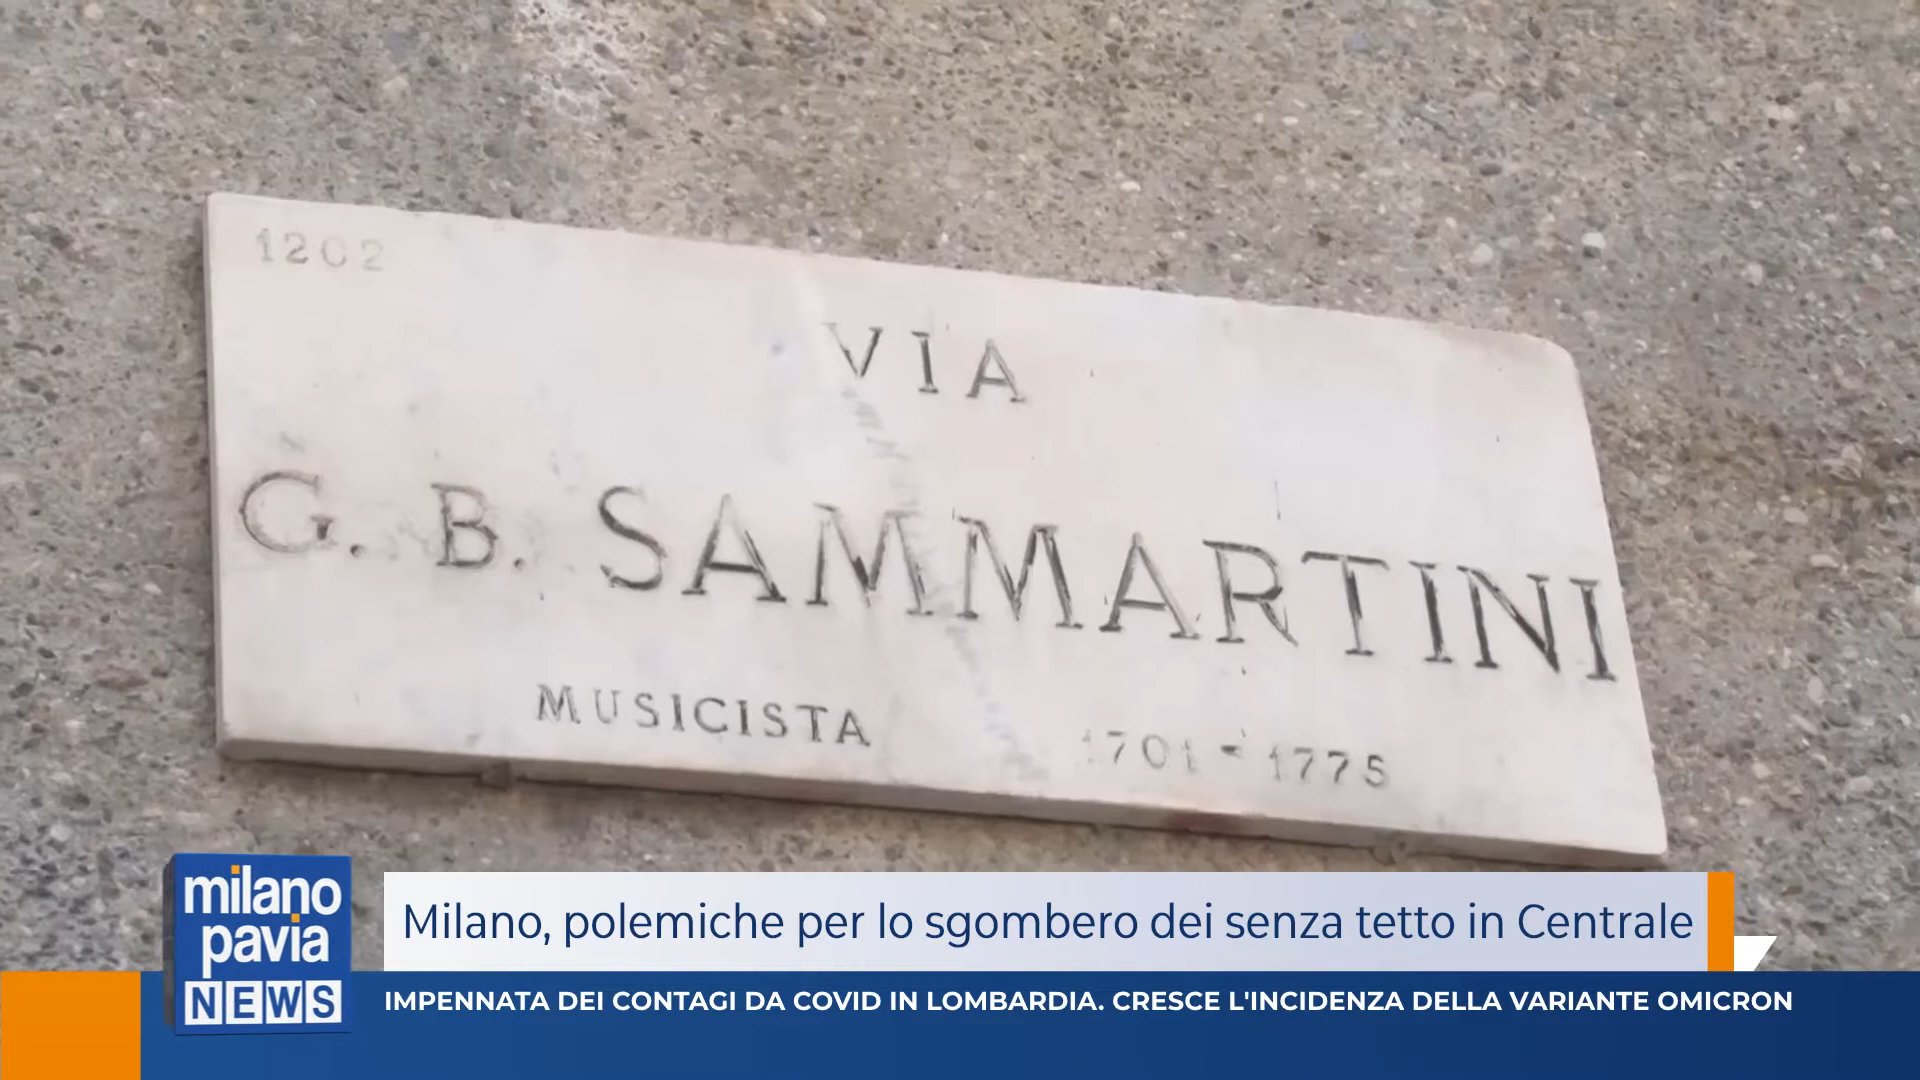 1202
VIA
G. B. SAMMARTINI
MUSICISTA 1701 - 1775
milano
pavia
NEWS
Milano, polemiche per lo sgombero dei senza tetto in Centrale
IMPENNATA DEI CONTAGI DA COVID IN LOMBARDIA. CRESCE L'INCIDENZA DELLA VARIANTE OMICRON